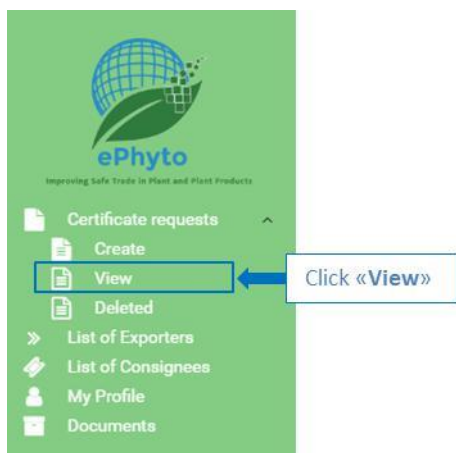 ePhyto
Improving Safe Trade in Plant and Plant Products
Certificate requests
Create
View
Click «View»
Deleted
List of Exporters
List of Consignees
My Profile
Documents